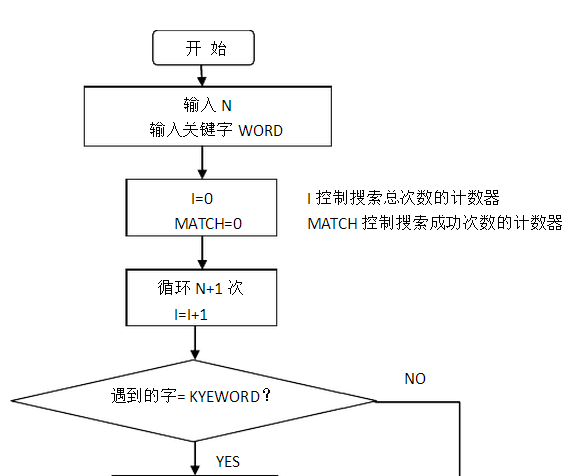 开 始
输入 N
输入关键字 WORD
I=0
MATCH=0
I 控制搜索总次数的计数器
MATCH 控制搜索成功次数的计数器
循环 N+1 次
I=I+1
遇到的字= KYEWORD？
NO
YES